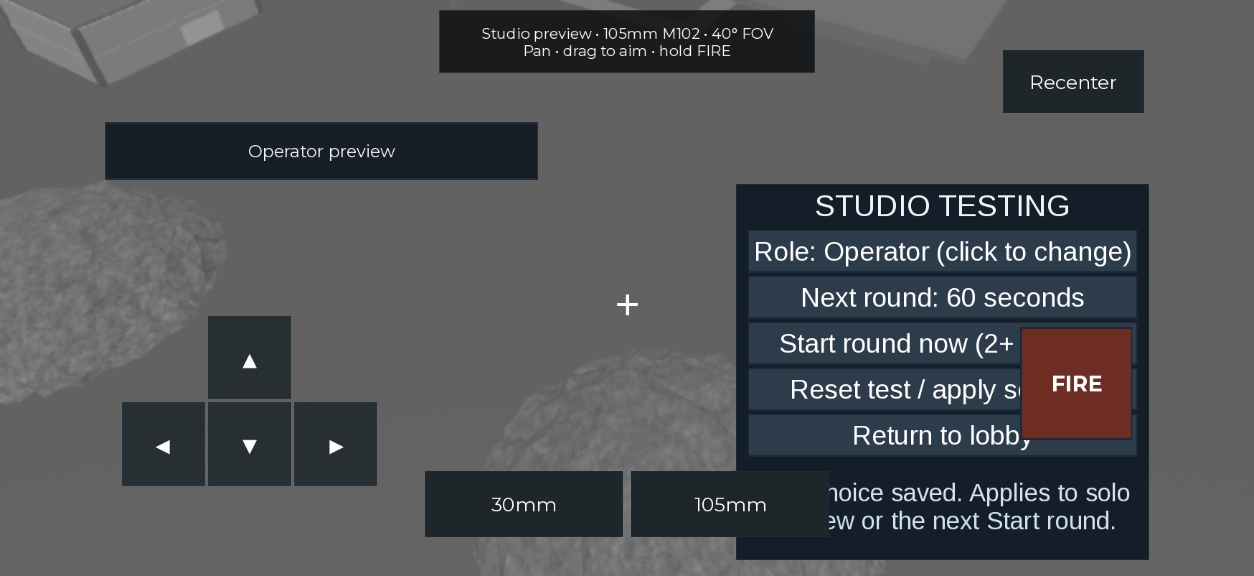 Studio preview • 105mm M102 • 40° FOV
Pan • drag to aim • hold FIRE
Recenter
Operator preview
STUDIO TESTING
Role: Operator (click to change)
Next round: 60 seconds
Start round now (2+
Reset test / apply
FIRE
Return to lobby
▲
◀ ▼ ▶
30mm
105mm
saved. Applies to solo
or the next Start round.